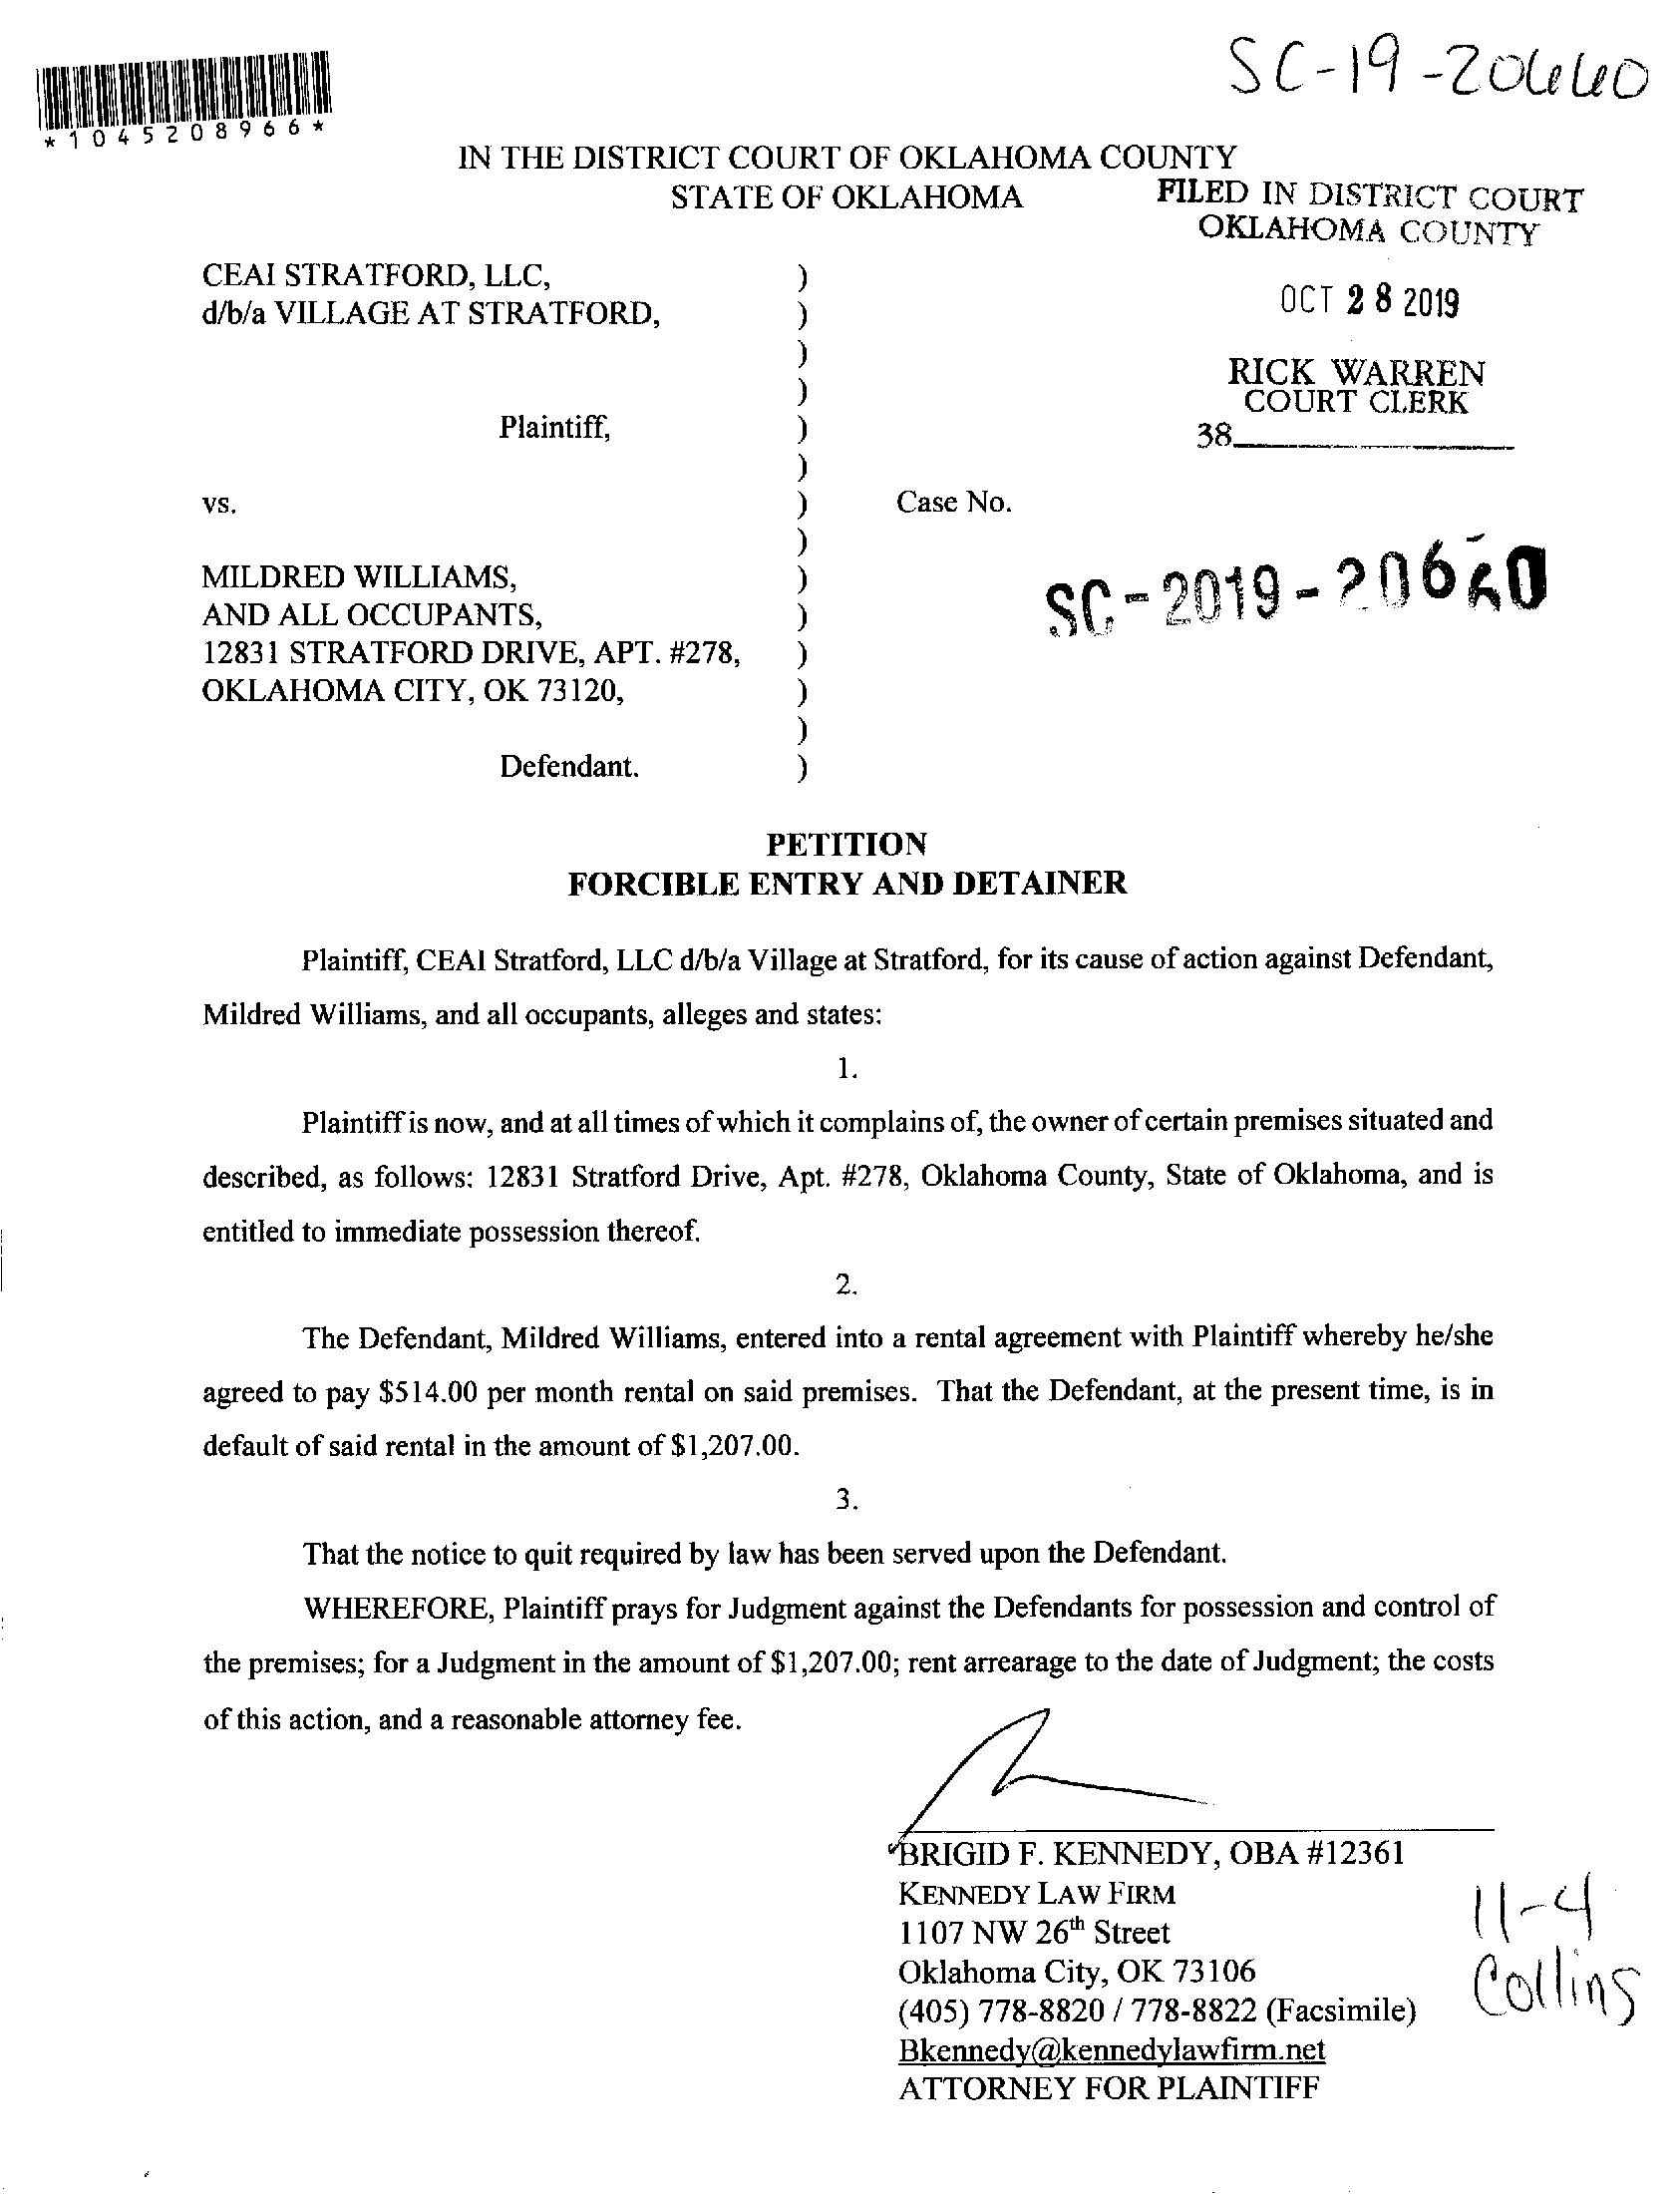 SC-19-20660
*1045208966*
IN THE DISTRICT COURT OF OKLAHOMA COUNTY
STATE OF OKLAHOMA
FILED IN DISTRICT COURT
OKLAHOMA COUNTY
OCT 28 2019
RICK WARREN
COURT CLERK
38
CEAI STRATFORD, LLC, )
d/b/a VILLAGE AT STRATFORD, )
)
)
Plaintiff, )
)
vs. ) Case No.
)
SC-2019-20660
MILDRED WILLIAMS, )
AND ALL OCCUPANTS, )
12831 STRATFORD DRIVE, APT. #278, )
OKLAHOMA CITY, OK 73120, )
)
Defendant. )
PETITION
FORCIBLE ENTRY AND DETAINER
Plaintiff, CEAI Stratford, LLC d/b/a Village at Stratford, for its cause of action against Defendant,
Mildred Williams, and all occupants, alleges and states:
1.
Plaintiff is now, and at all times of which it complains of, the owner of certain premises situated and
described, as follows: 12831 Stratford Drive, Apt. #278, Oklahoma County, State of Oklahoma, and is
entitled to immediate possession thereof.
2.
The Defendant, Mildred Williams, entered into a rental agreement with Plaintiff whereby he/she
agreed to pay $514.00 per month rental on said premises. That the Defendant, at the present time, is in
default of said rental in the amount of $1,207.00.
3.
That the notice to quit required by law has been served upon the Defendant.
WHEREFORE, Plaintiff prays for Judgment against the Defendants for possession and control of
the premises; for a Judgment in the amount of $1,207.00; rent arrearage to the date of Judgment; the costs
of this action, and a reasonable attorney fee.
BRIGID F. KENNEDY, OBA #12361
KENNEDY LAW FIRM
1107 NW 26th Street
Oklahoma City, OK 73106
(405) 778-8820 / 778-8822 (Facsimile)
Bkennedy@kennedylawfirm.net
ATTORNEY FOR PLAINTIFF
11-4
Collins